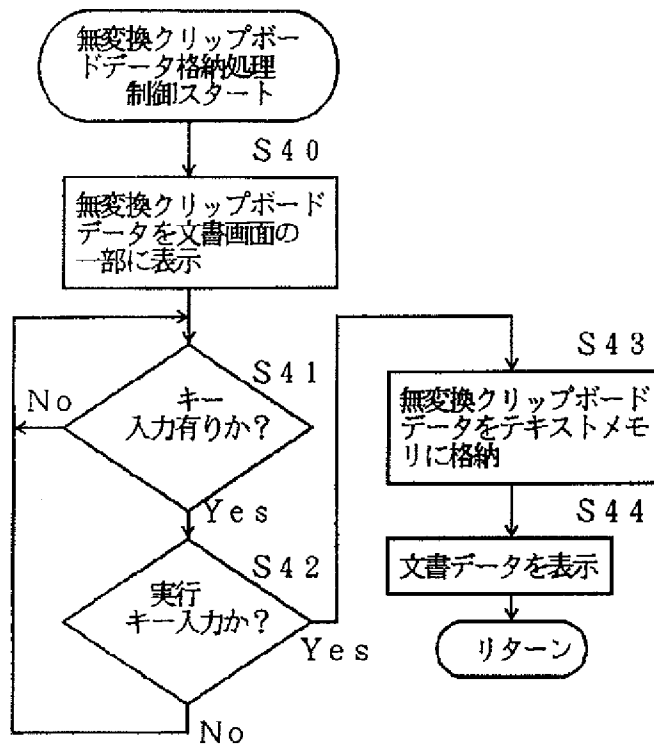 無変換クリップボー
ドデータ格納処理
制御スタート
S40
無変換クリップボード
データを文書画面の
一部に表示
S41
キー
入力有りか?
No
Yes
S42
実行
キー入力か?
Yes
No
S43
無変換クリップボード
データをテキストメモ
リに格納
S44
文書データを表示
リターン